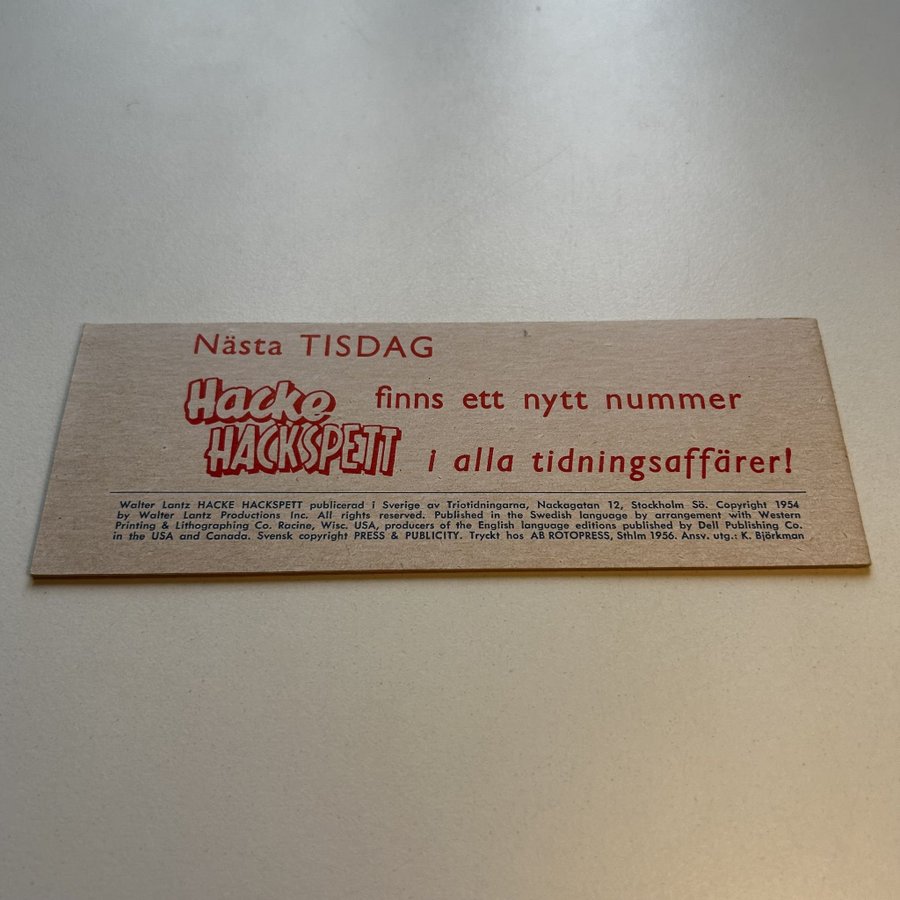 Nästa TISDAG
Hacke HACKSPETT finns ett nytt nummer
i alla tidningsaffärer!
Walter Lantz HACKE HACKSPETT publicerad i Sverige av Triotidningarna, Nackagatan 12, Stockholm Sö. Copyright 1954
by Walter Lantz Productions Inc. All rights reserved. Published in the Swedish language by arrangement with Western
Printing & Lithographing Co. Racine, Wisc. USA, producers of the English language editions published by Dell Publishing Co.
in the USA and Canada. Svensk copyright PRESS & PUBLICITY. Tryckt hos AB ROTOPRESS, Sthlm 1956. Ansv. utg.: K. Björkman